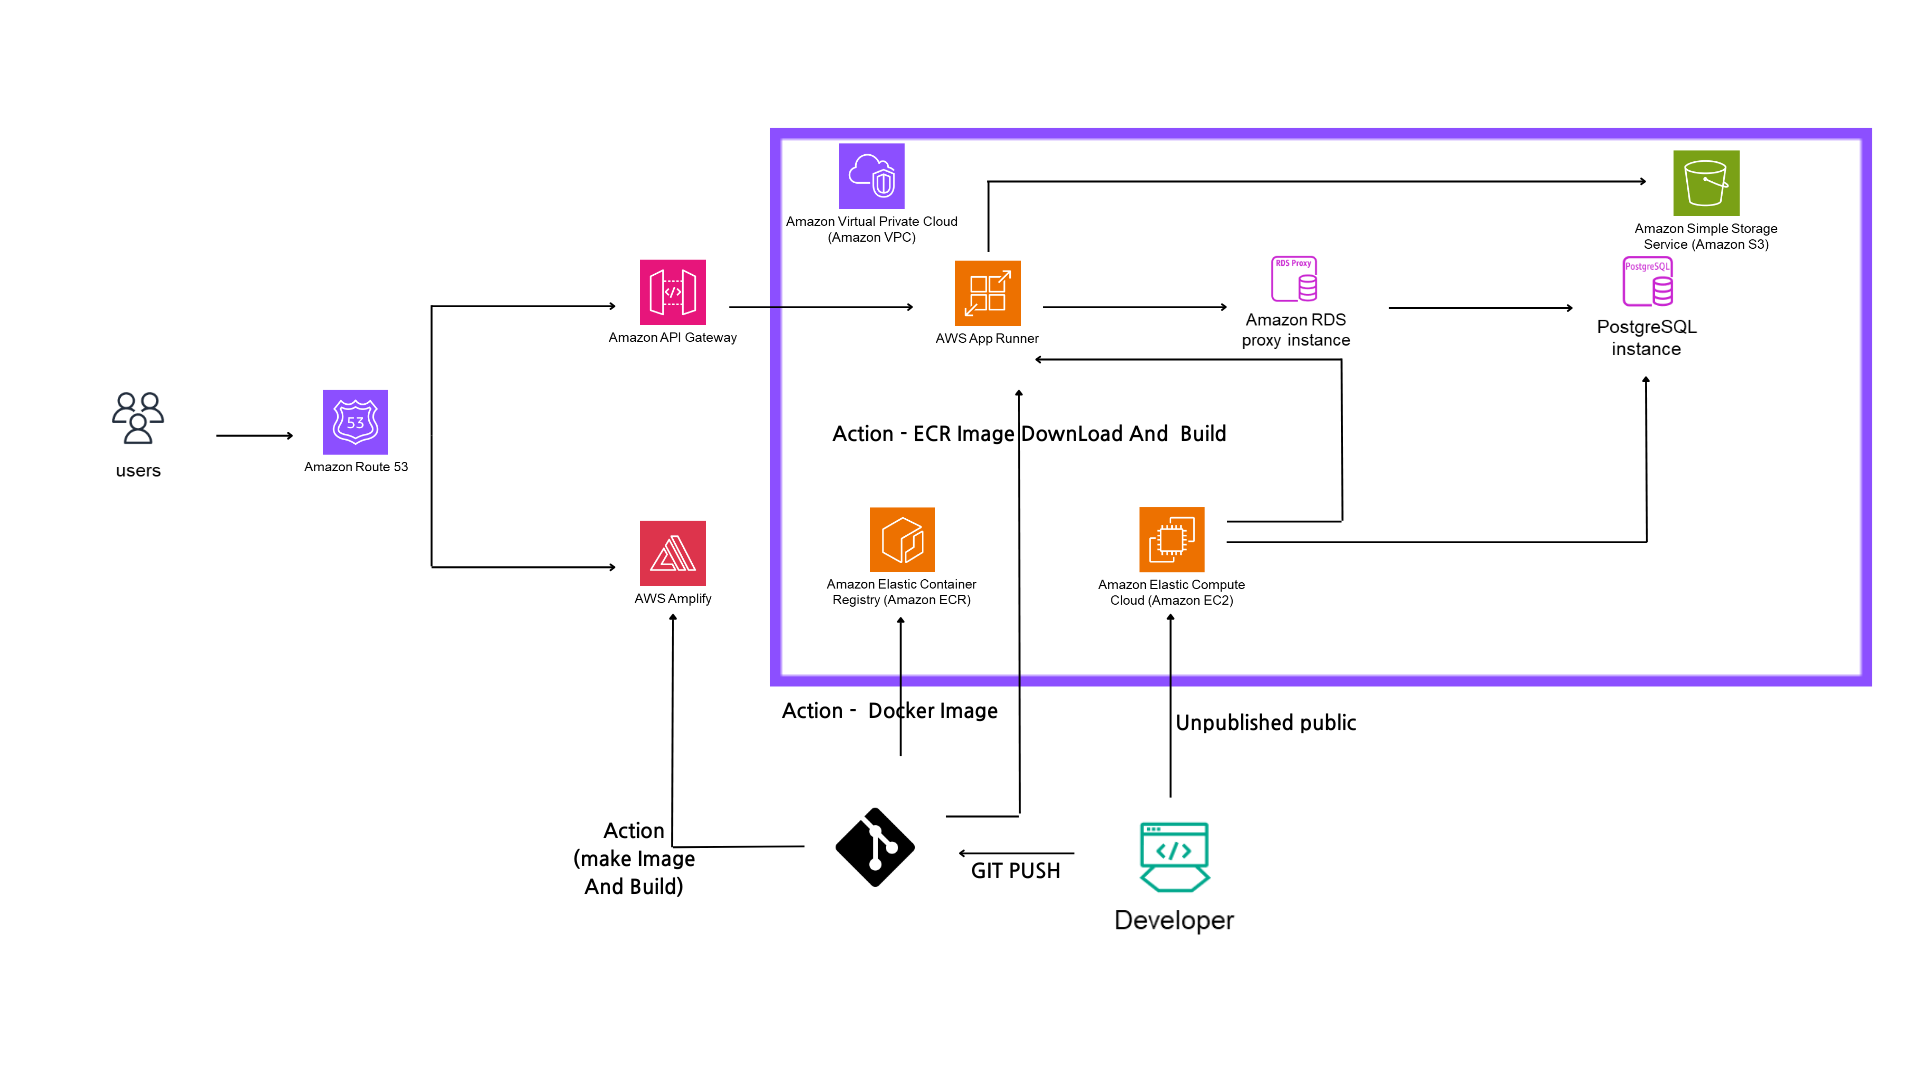 Amazon Virtual Private Cloud
(Amazon VPC)
Amazon Simple Storage
Service (Amazon S3)
Amazon API Gateway
AWS App Runner
RDS Proxy
Amazon RDS
proxy instance
PostgreSQL
PostgreSQL
instance
users
53
Amazon Route 53
Action - ECR Image DownLoad And Build
AWS Amplify
Amazon Elastic Container
Registry (Amazon ECR)
Amazon Elastic Compute
Cloud (Amazon EC2)
Action - Docker Image
Unpublished public
Action
(make Image
And Build)
GIT PUSH
Developer